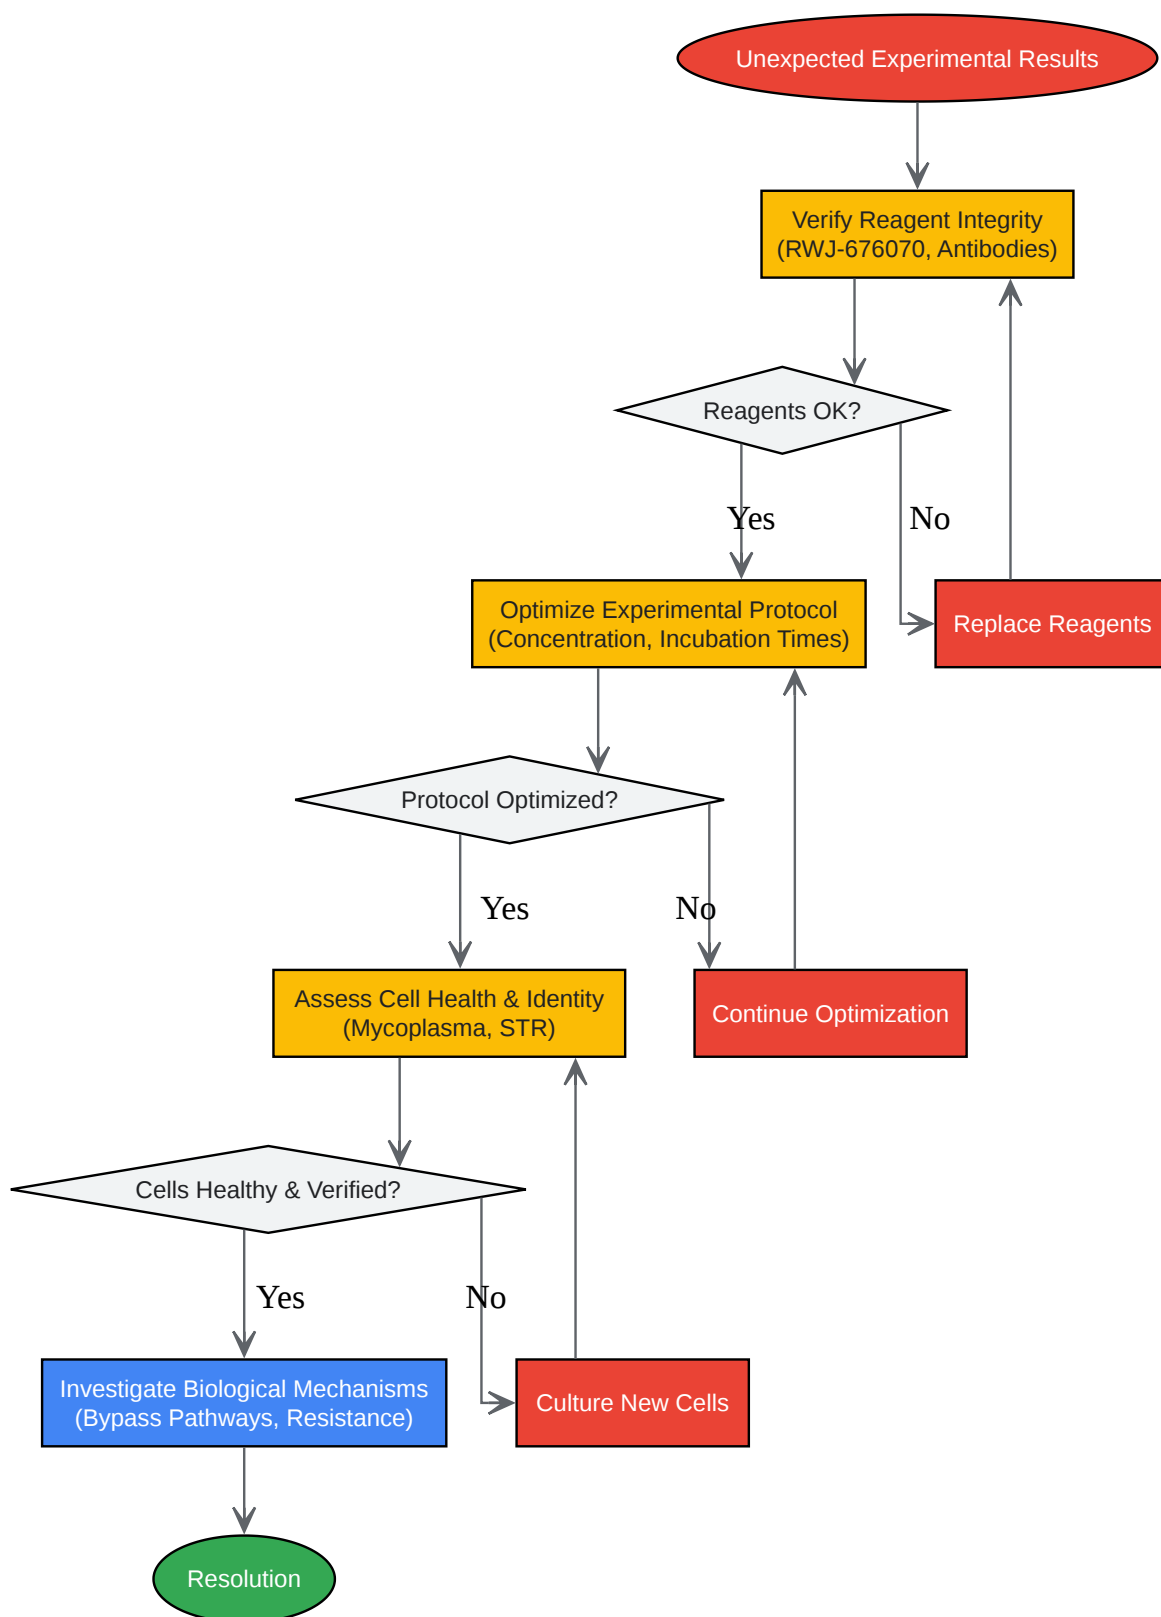 Unexpected Experimental Results
Verify Reagent Integrity
(RWJ-676070, Antibodies)
Reagents OK?
Yes
No
Optimize Experimental Protocol
(Concentration, Incubation Times)
Replace Reagents
Protocol Optimized?
Yes
No
Assess Cell Health & Identity
(Mycoplasma, STR)
Continue Optimization
Cells Healthy & Verified?
Yes
No
Investigate Biological Mechanisms
(Bypass Pathways, Resistance)
Culture New Cells
Resolution